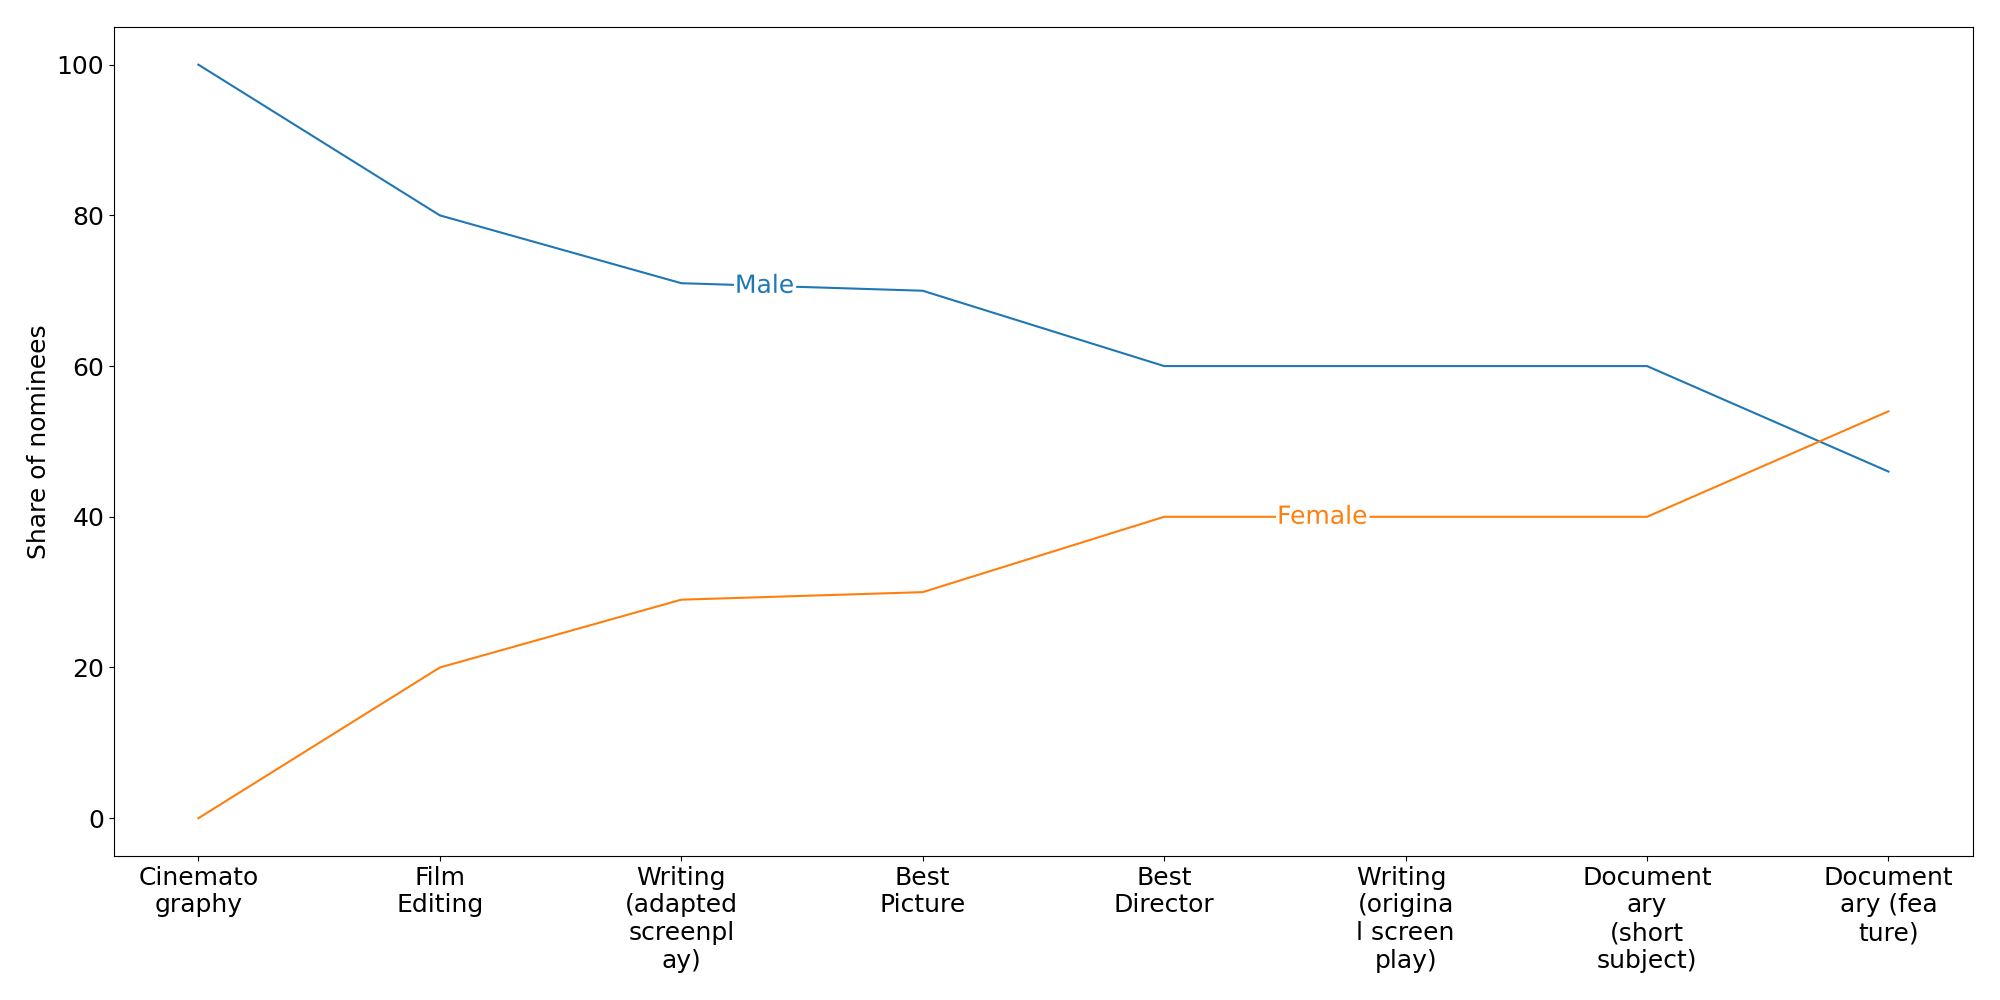 Share of nominees
100
80
60
40
20
0
Male
Female
Cinemato
graphy
Film
Editing
Writing
(adapted
screenpl
ay)
Best
Picture
Best
Director
Writing
(origina
l screen
play)
Document
ary
(short
subject)
Document
ary (fea
ture)